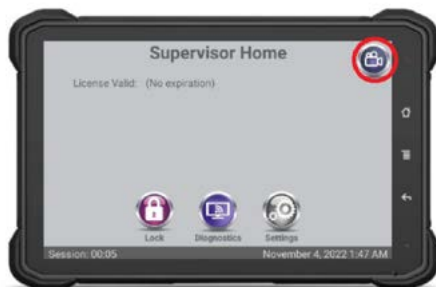 Supervisor Home
License Valid: (No expiration)
Lock
Diagnostics
Settings
Session: 00:05
November 4, 2022 1:47 AM